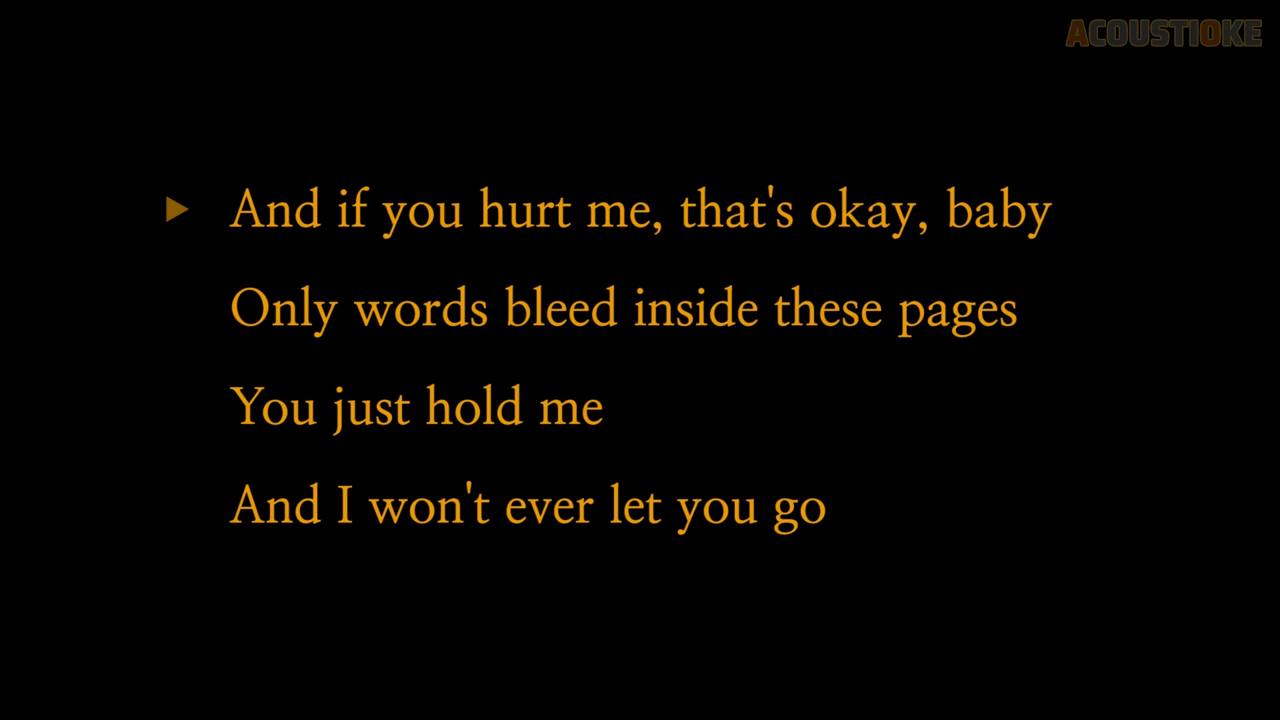 ACOUSTIOKE
And if you hurt me, that's okay, baby
Only words bleed inside these pages
You just hold me
And I won't ever let you go